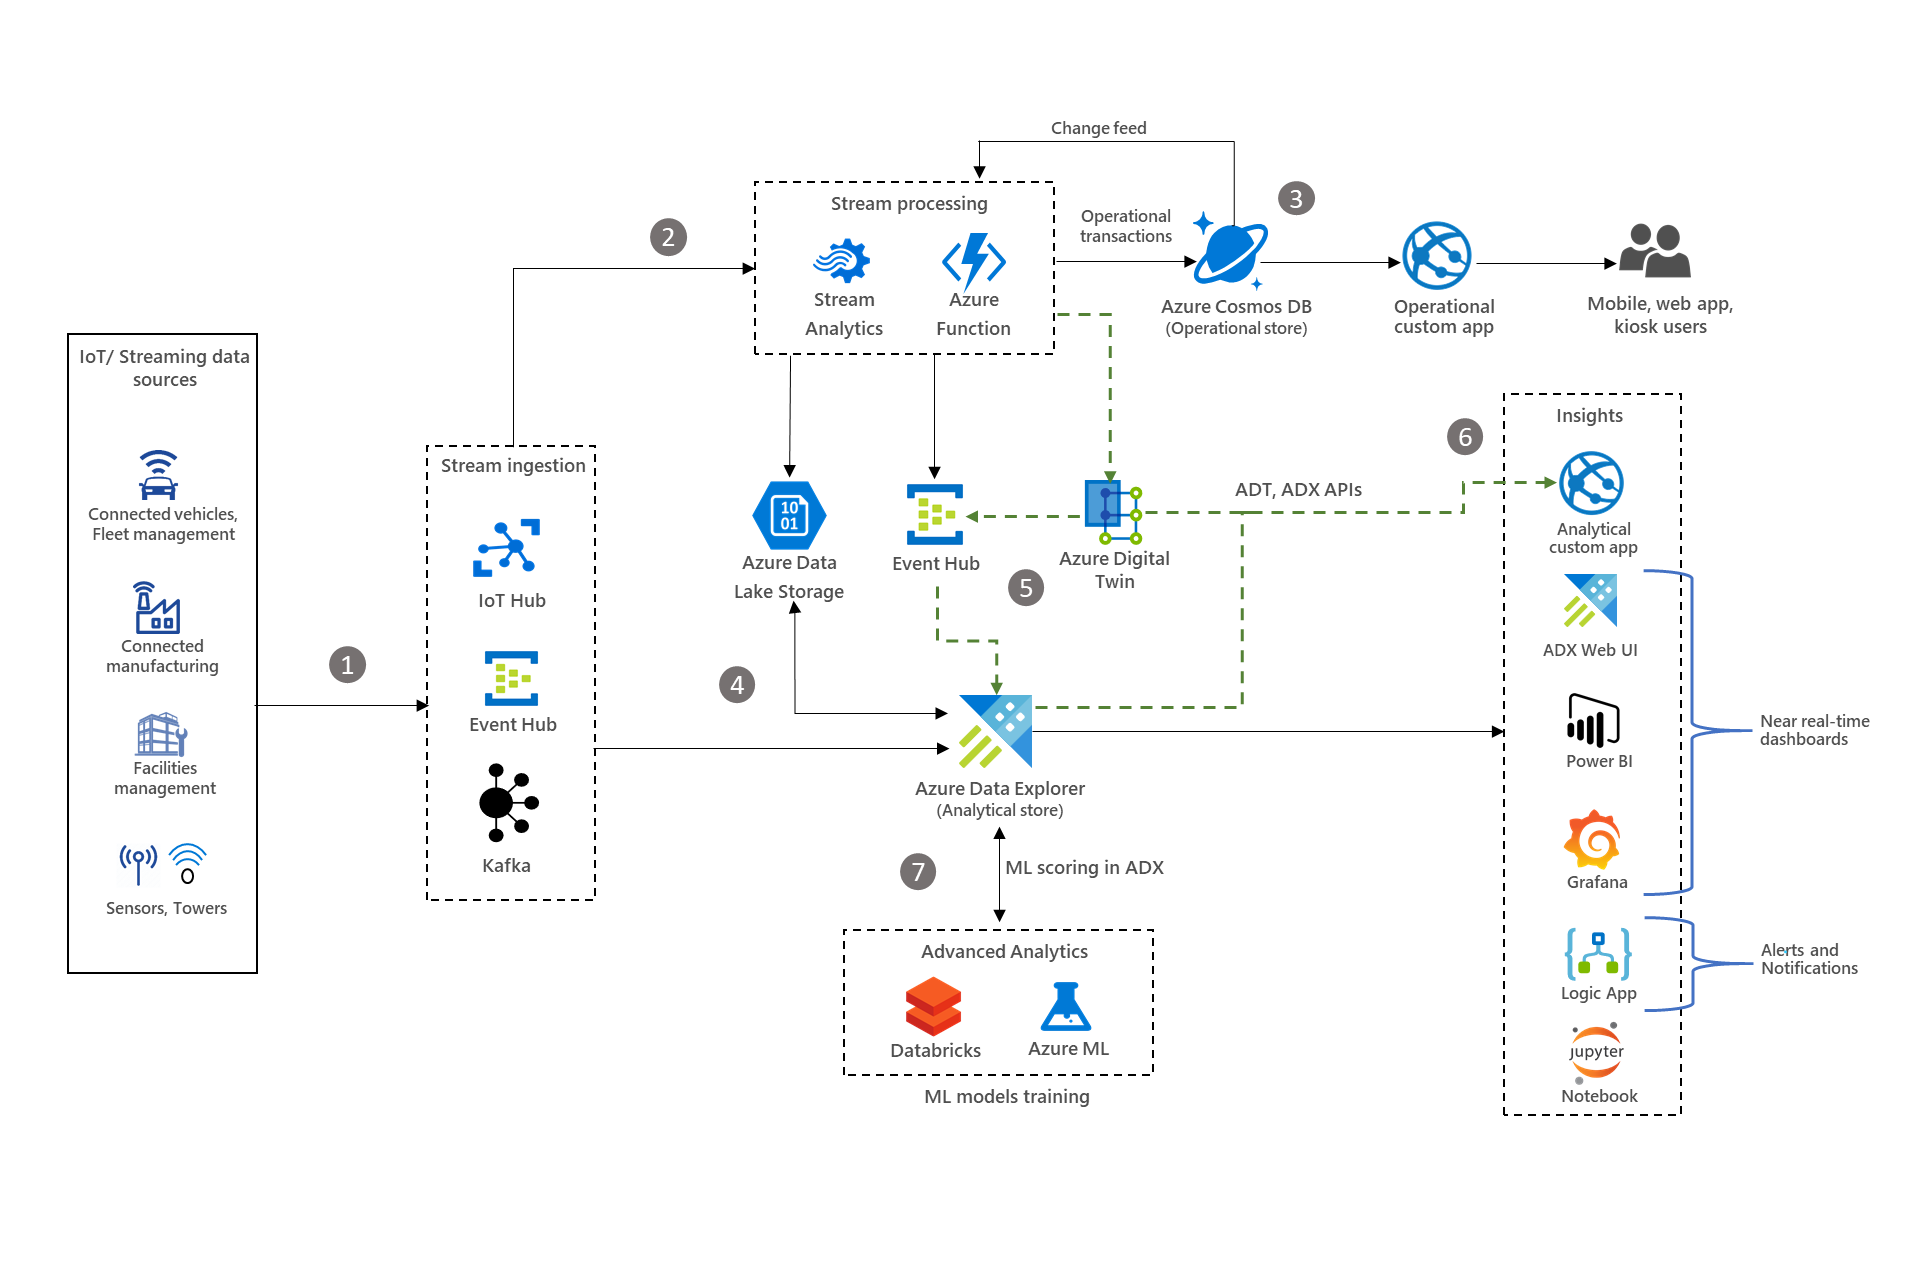 Change feed
3
Stream processing
2
Operational
transactions
Stream
Analytics
Azure
Function
Azure Cosmos DB
(Operational store)
Operational
custom app
Mobile, web app,
kiosk users
IoT/ Streaming data
sources
Connected vehicles,
Fleet management
Connected
manufacturing
Facilities
management
Sensors, Towers
1
Stream ingestion
IoT Hub
Event Hub
Kafka
10
01
Azure Data
Lake Storage
Event Hub
5
Azure Digital
Twin
ADT, ADX APIs
6
4
Azure Data Explorer
(Analytical store)
7
ML scoring in ADX
Advanced Analytics
Databricks
Azure ML
ML models training
Insights
Analytical
custom app
ADX Web UI
Power BI
Grafana
Near real-time
dashboards
Logic App
Alerts and
Notifications
jupyter
Notebook